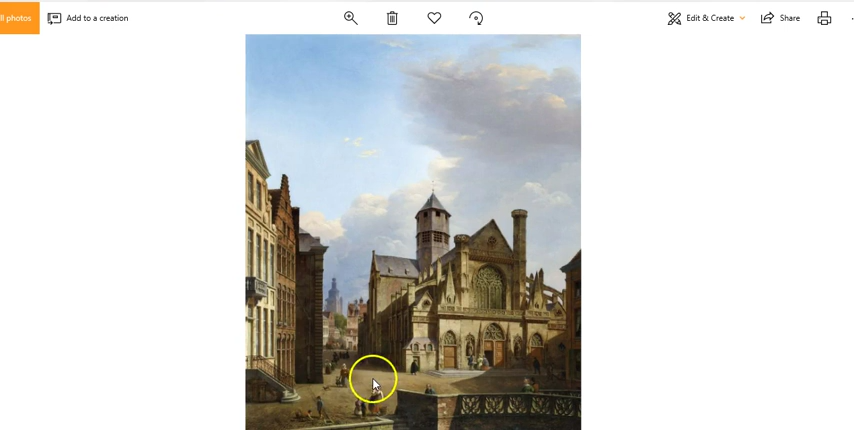 ll photos
Add to a creation
Edit & Create
Share